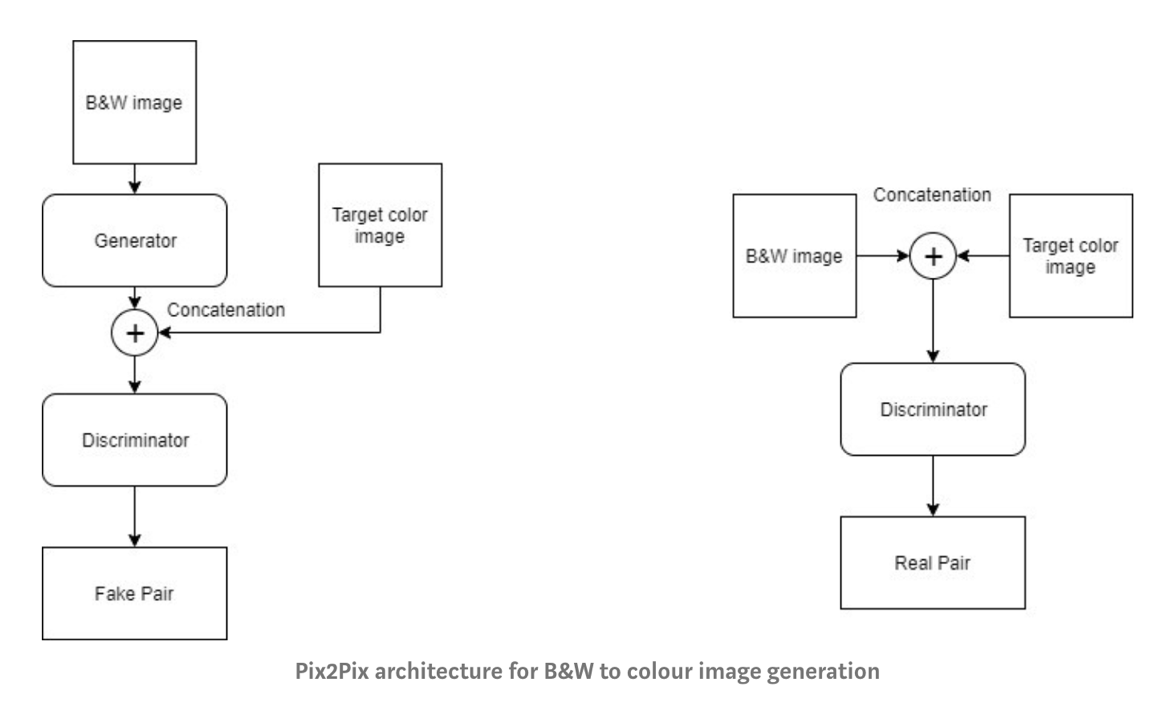 B&W image
Generator
Target color
image
Concatenation
+
Discriminator
Fake Pair
Concatenation
B&W image
+
Target color
image
Discriminator
Real Pair
Pix2Pix architecture for B&W to colour image generation